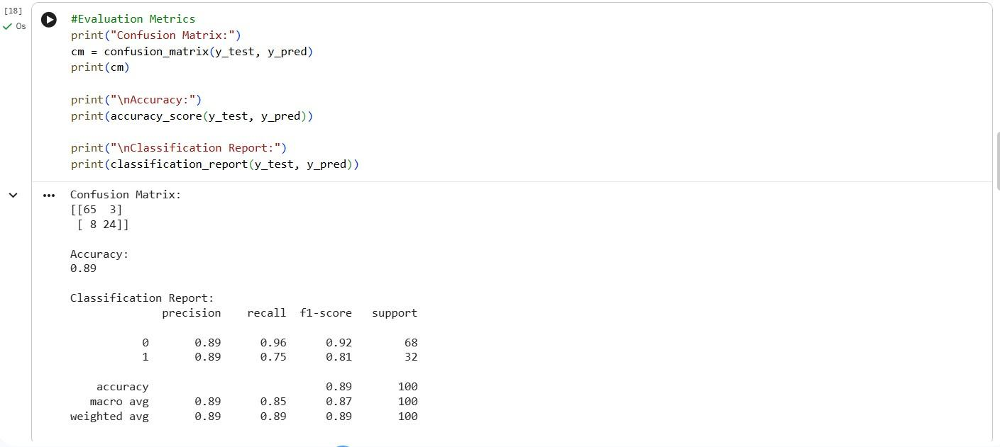 [18]
0s
#Evaluation Metrics
print("Confusion Matrix:")
cm = confusion_matrix(y_test, y_pred)
print(cm)
print("\nAccuracy:")
print(accuracy_score(y_test, y_pred))
print("\nClassification Report:")
print(classification_report(y_test, y_pred))
Confusion Matrix:
[[65  3]
 [ 8 24]]
Accuracy:
0.89
Classification Report:
              precision    recall  f1-score   support
           0       0.89      0.96      0.92        68
           1       0.89      0.75      0.81        32
    accuracy                           0.89       100
   macro avg       0.89      0.85      0.87       100
weighted avg       0.89      0.89      0.89       100